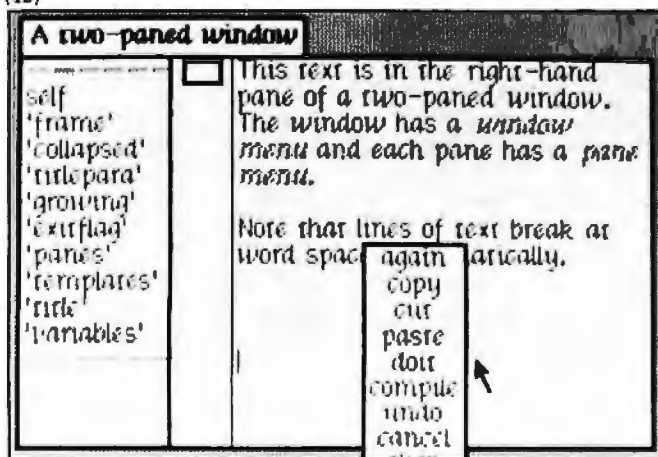 A two-paned window
self
'frame'
'collapsed'
'titlepara'
'growing'
'exitflag'
'panes'
'templates'
'title'
'variables'
This text is in the right-hand
pane of a two-paned window.
The window has a window
menu and each pane has a pane
menu.
Note that lines of text break at
word spac atically.
again
copy
cut
paste
doit
compile
undo
cancel